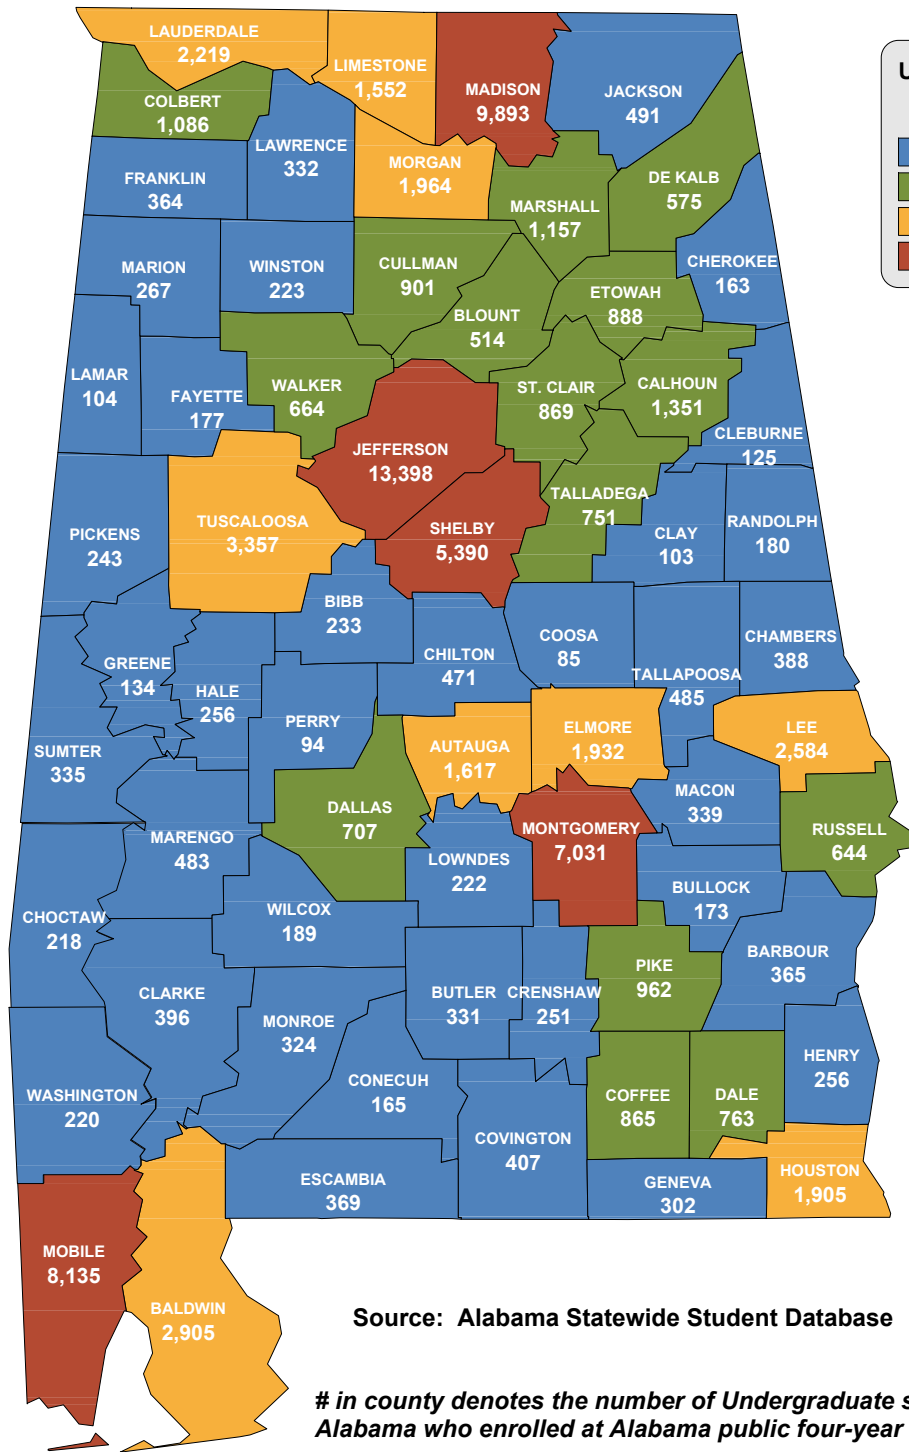 LAUDERDALE
2,219
LIMESTONE
1,552
MADISON
9,893
JACKSON
491
U
COLBERT
1,086
LAWRENCE
332
MORGAN
1,964
FRANKLIN
364
DE KALB
575
MARSHALL
1,157
MARION
267
WINSTON
223
CULLMAN
901
CHEROKEE
163
ETOWAH
888
BLOUNT
514
LAMAR
104
FAYETTE
177
WALKER
664
ST. CLAIR
869
CALHOUN
1,351
CLEBURNE
125
JEFFERSON
13,398
TALLADEGA
751
TUSCALOOSA
3,357
PICKENS
243
SHELBY
5,390
CLAY
103
RANDOLPH
180
BIBB
233
COOSA
85
CHAMBERS
388
GREENE
134
HALE
256
CHILTON
471
TALLAPOOSA
485
PERRY
94
SUMTER
335
AUTAUGA
1,617
ELMORE
1,932
LEE
2,584
DALLAS
707
MACON
339
MARENGO
483
MONTGOMERY
7,031
RUSSELL
644
LOWNDES
222
BULLOCK
173
CHOCTAW
218
WILCOX
189
BARBOUR
365
CLARKE
396
PIKE
962
BUTLER
331
CRENSHAW
251
MONROE
324
HENRY
256
WASHINGTON
220
CONECUH
165
COFFEE
865
DALE
763
COVINGTON
407
ESCAMBIA
369
GENEVA
302
HOUSTON
1,905
MOBILE
8,135
BALDWIN
2,905
Source: Alabama Statewide Student Database
# in county denotes the number of Undergraduate s
Alabama who enrolled at Alabama public four-year